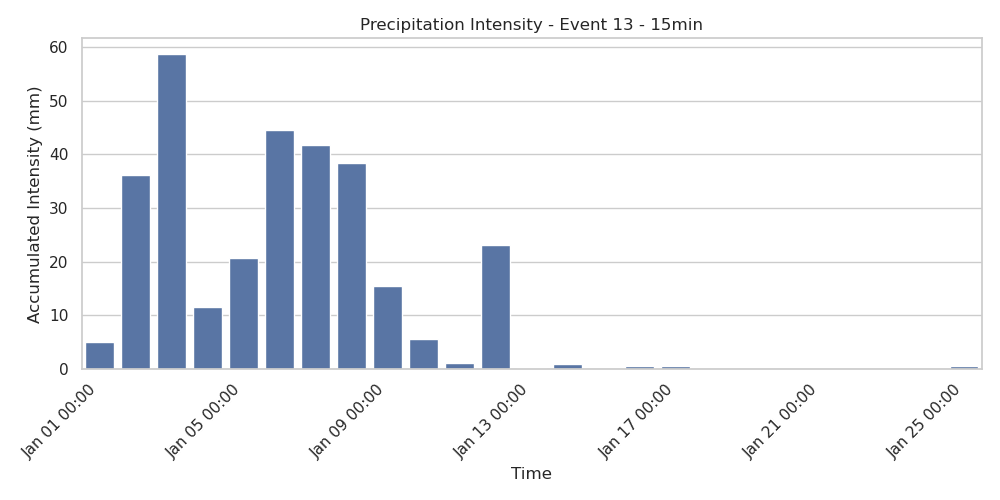 Precipitation Intensity - Event 13 - 15min
Accumulated Intensity (mm)
60
50
40
30
20
10
0
Jan 01 00:00
Jan 05 00:00
Jan 09 00:00
Jan 13 00:00
Jan 17 00:00
Jan 21 00:00
Jan 25 00:00
Time